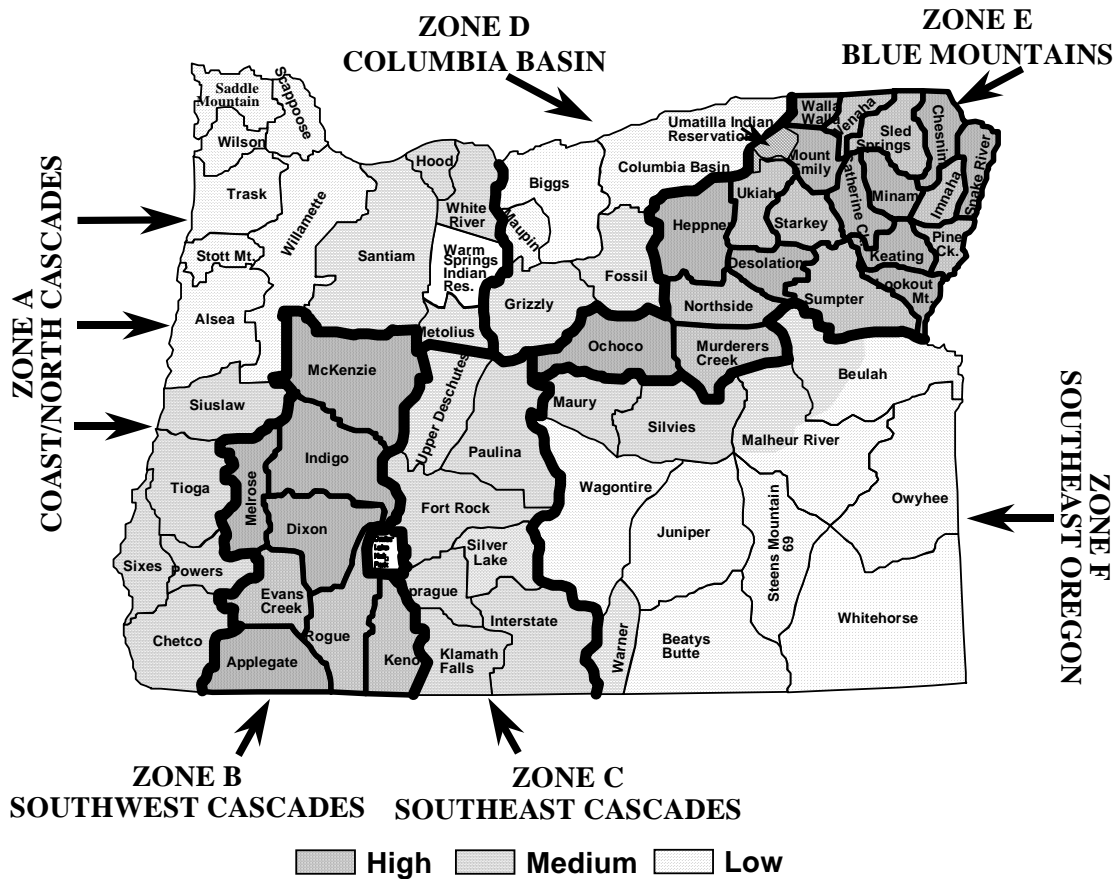 ZONE D
COLUMBIA BASIN
ZONE E
BLUE MOUNTAINS
ZONE A
COAST/NORTH CASCADES
ZONE F
SOUTHEAST OREGON
ZONE B
SOUTHWEST CASCADES
ZONE C
SOUTHEAST CASCADES
Saddle
Mountain
Scappoose
Wilson
Trask
Willamette
Stott Mt.
Alsea
Siuslaw
Tioga
Sixes
Powers
Chetco
Hood
White
River
Santiam
Warm
Springs
Indian
Res.
Metolius
Maupin
Biggs
Umatilla Indian
Reservation
Columbia Basin
Fossil
Grizzly
Walla
Walla
Wenaha
Sled
Springs
Chesnim
Snake River
Mount
Emily
Catherine Ck.
Minam
Imnaha
Ukiah
Starkey
Heppne
Pine
Ck.
Keating
Desolation
Lookout
Mt.
Sumpter
Northside
Ochoco
Murderers
Creek
Beulah
McKenzie
Upper Deschutes
Maury
Silvies
Malheur River
Paulina
Indigo
Melrose
Wagontire
Owyhee
Fort Rock
Dixon
Juniper
Steens Mountain
69
Silver
Lake
Evans
Creek
prague
Interstate
Whitehorse
Rogue
Keno
Klamath
Falls
Warner
Beatys
Butte
Applegate
High
Medium
Low